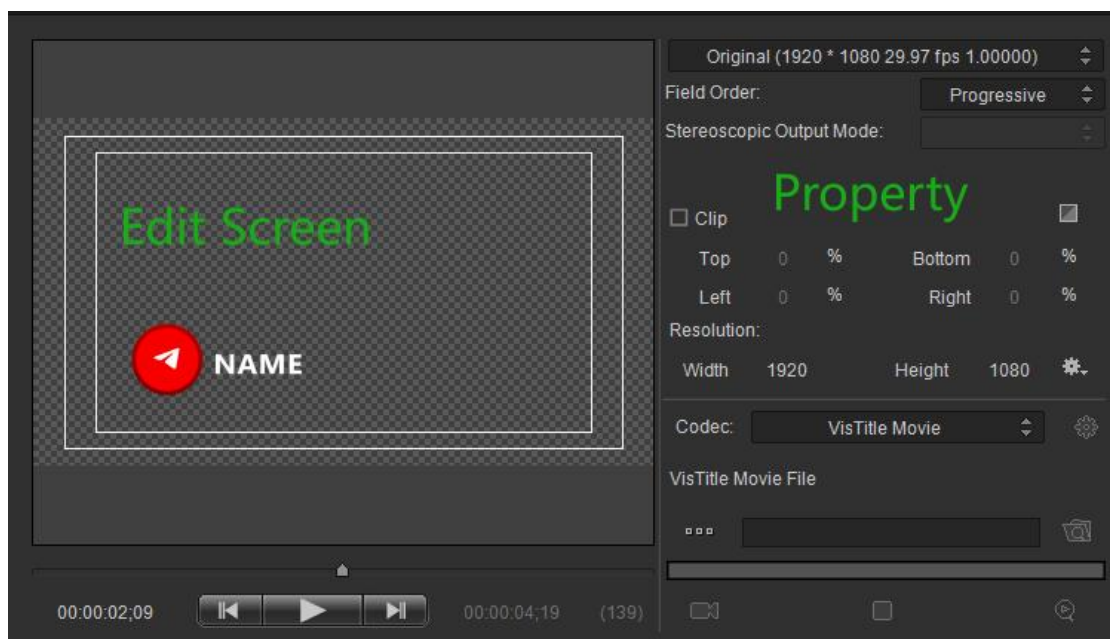 Original (1920 * 1080 29.97 fps 1.00000)
Field Order: Progressive
Stereoscopic Output Mode:
Property
Clip
Top 0 % Bottom 0 %
Left 0 % Right 0 %
Resolution:
Width 1920 Height 1080
Codec: VisTitle Movie
VisTitle Movie File
Edit Screen
NAME
00:00:02;09 00:00:04;19 (139)